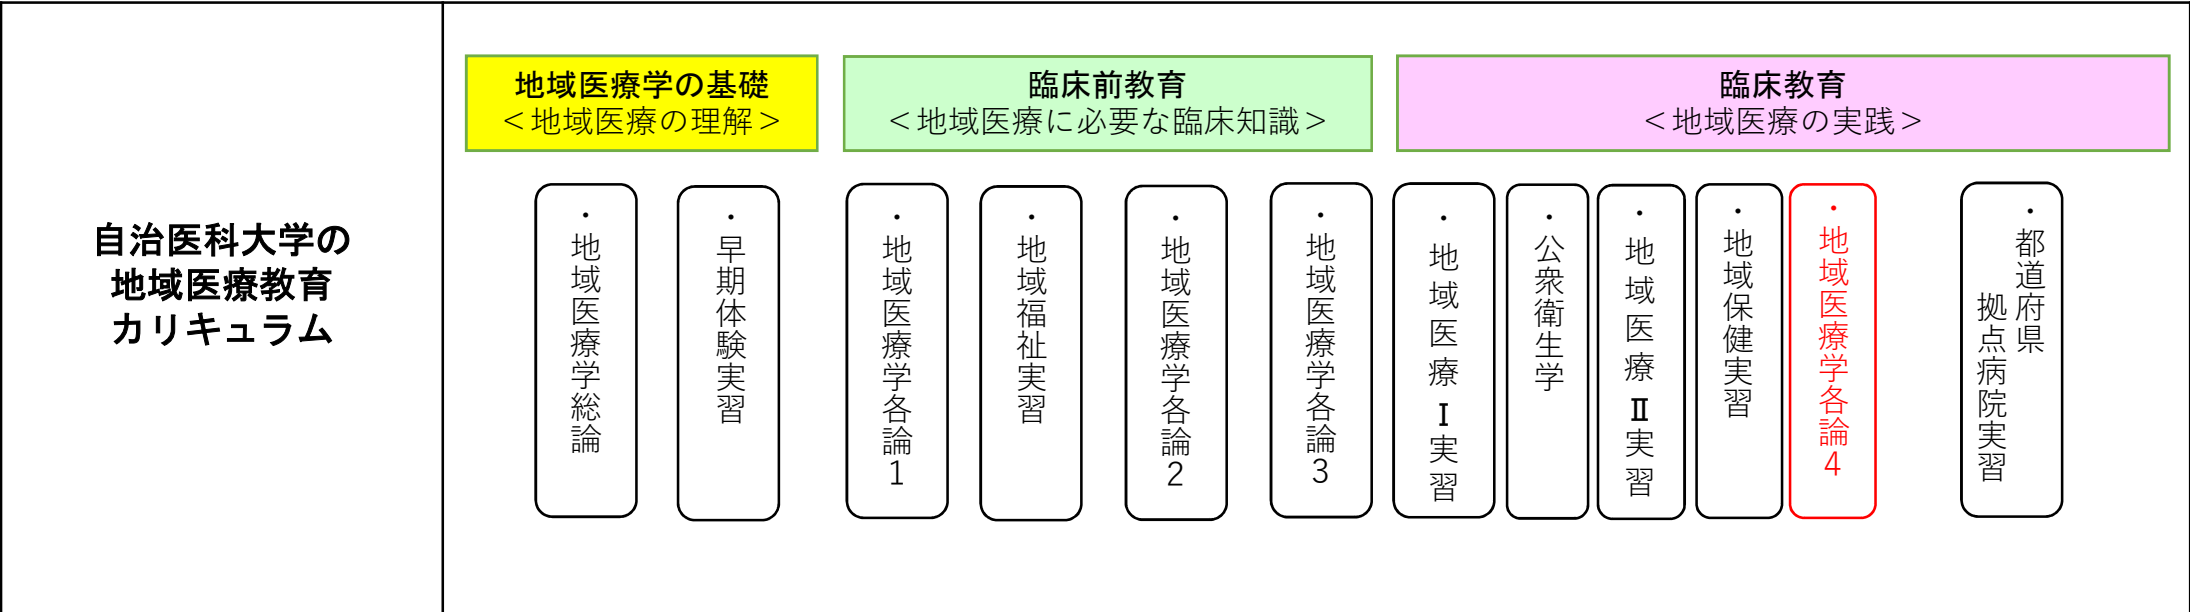 自治医科大学の
地域医療教育
カリキュラム
地域医療学の基礎
＜地域医療の理解＞
臨床前教育
＜地域医療に必要な臨床知識＞
臨床教育
＜地域医療の実践＞
・地域医療学総論
・早期体験実習
・地域医療学各論1
・地域福祉実習
・地域医療学各論2
・地域医療学各論3
・地域医療Ⅰ実習
・公衆衛生学
・地域医療Ⅱ実習
・地域保健実習
・地域医療学各論4
・都道府県
拠点病院実習